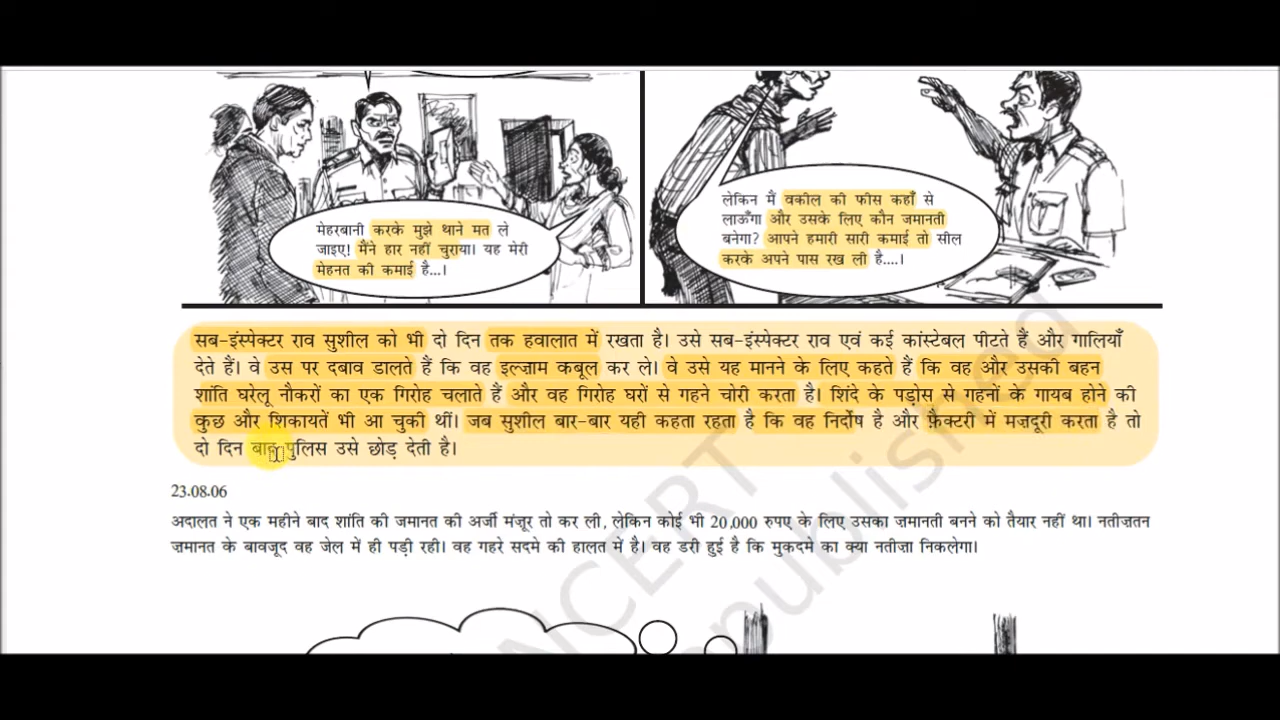 मेहरबानी करके मुझे थाने मत ले
जाइए! मैंने हार नहीं चुराया। यह मेरी
मेहनत की कमाई है...।
लेकिन मैं वकील की फीस कहाँ से
लाऊँगा और उसके लिए कौन जमानती
बनेगा? आपने हमारी सारी कमाई तो सील
करके अपने पास रख ली है....।
सब-इंस्पेक्टर राव सुशील को भी दो दिन तक हवालात में रखता है। उसे सब-इंस्पेक्टर राव एवं कई कांस्टेबल पीटते हैं और गालियाँ
देते हैं। वे उस पर दबाव डालते हैं कि वह इल्ज़ाम कबूल कर ले। वे उसे यह मानने के लिए कहते हैं कि वह और उसकी बहन
शांति घरेलू नौकरों का एक गिरोह चलाते हैं और वह गिरोह घरों से गहने चोरी करता है। शिंदे के पड़ोस से गहनों के गायब होने की
कुछ और शिकायतें भी आ चुकी थीं। जब सुशील बार-बार यही कहता रहता है कि वह निर्दोष है और फ़ैक्टरी में मज़दूरी करता है तो
दो दिन बाद पुलिस उसे छोड़ देती है।
23.08.06
अदालत ने एक महीने बाद शांति की जमानत की अर्जी मंज़ूर तो कर ली, लेकिन कोई भी 20,000 रुपए के लिए उसका ज़मानती बनने को तैयार नहीं था। नतीजतन
ज़मानत के बावजूद वह जेल में ही पड़ी रही। वह गहरे सदमे की हालत में है। वह डरी हुई है कि मुकदमे का क्या नतीज़ा निकलेगा।
NCERT
republished